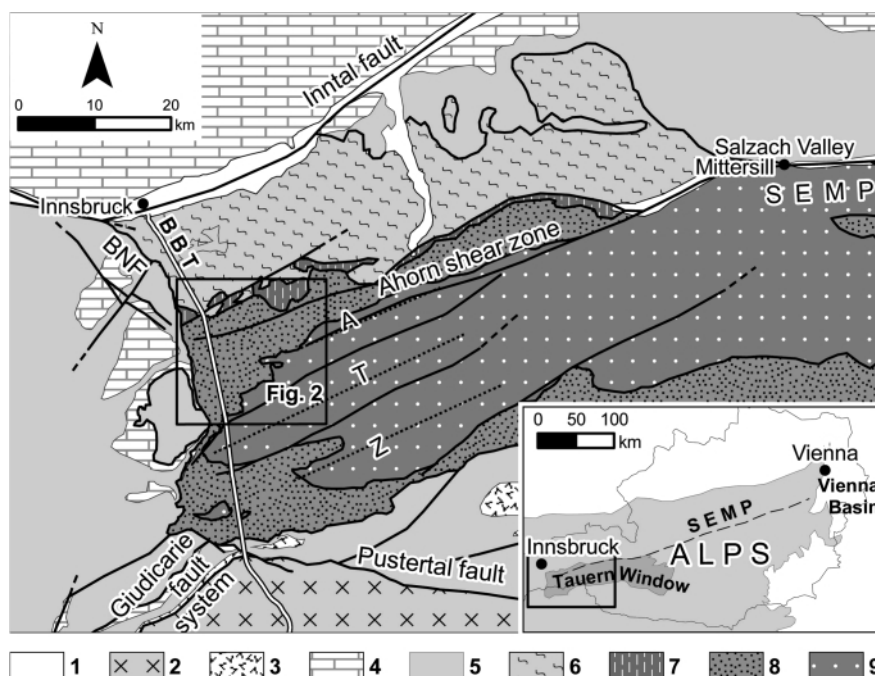 N
0 10 20
km
Inntal fault
Innsbruck
BBT
BNF
Salzach Valley
Mittersill
SEMP
Ahorn shear zone
A
T
Z
Fig. 2
Giudicarie
fault
system
Pustertal fault
0 50 100
km
Vienna
Vienna
Basin
SEMP
ALPS
Innsbruck
Tauern Window
1 2 3 4 5 6 7 8 9